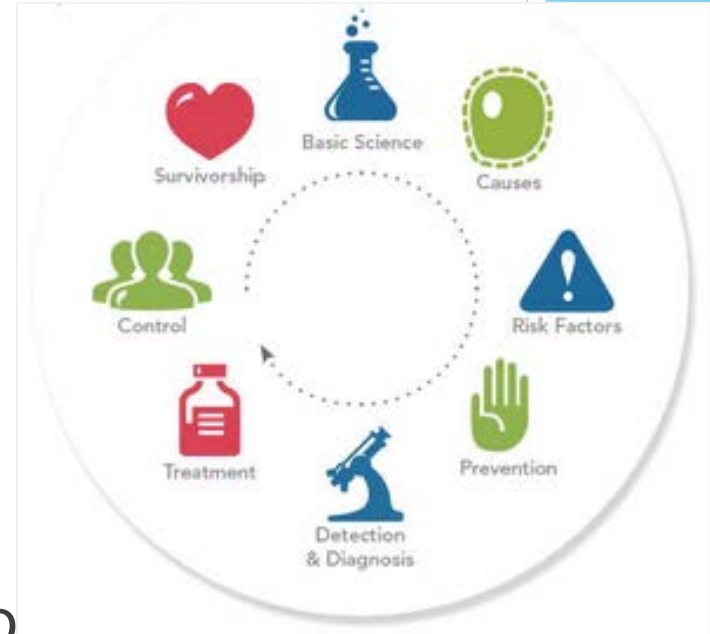 Basic Science
Causes
Risk Factors
Prevention
Detection
& Diagnosis
Treatment
Control
Survivorship